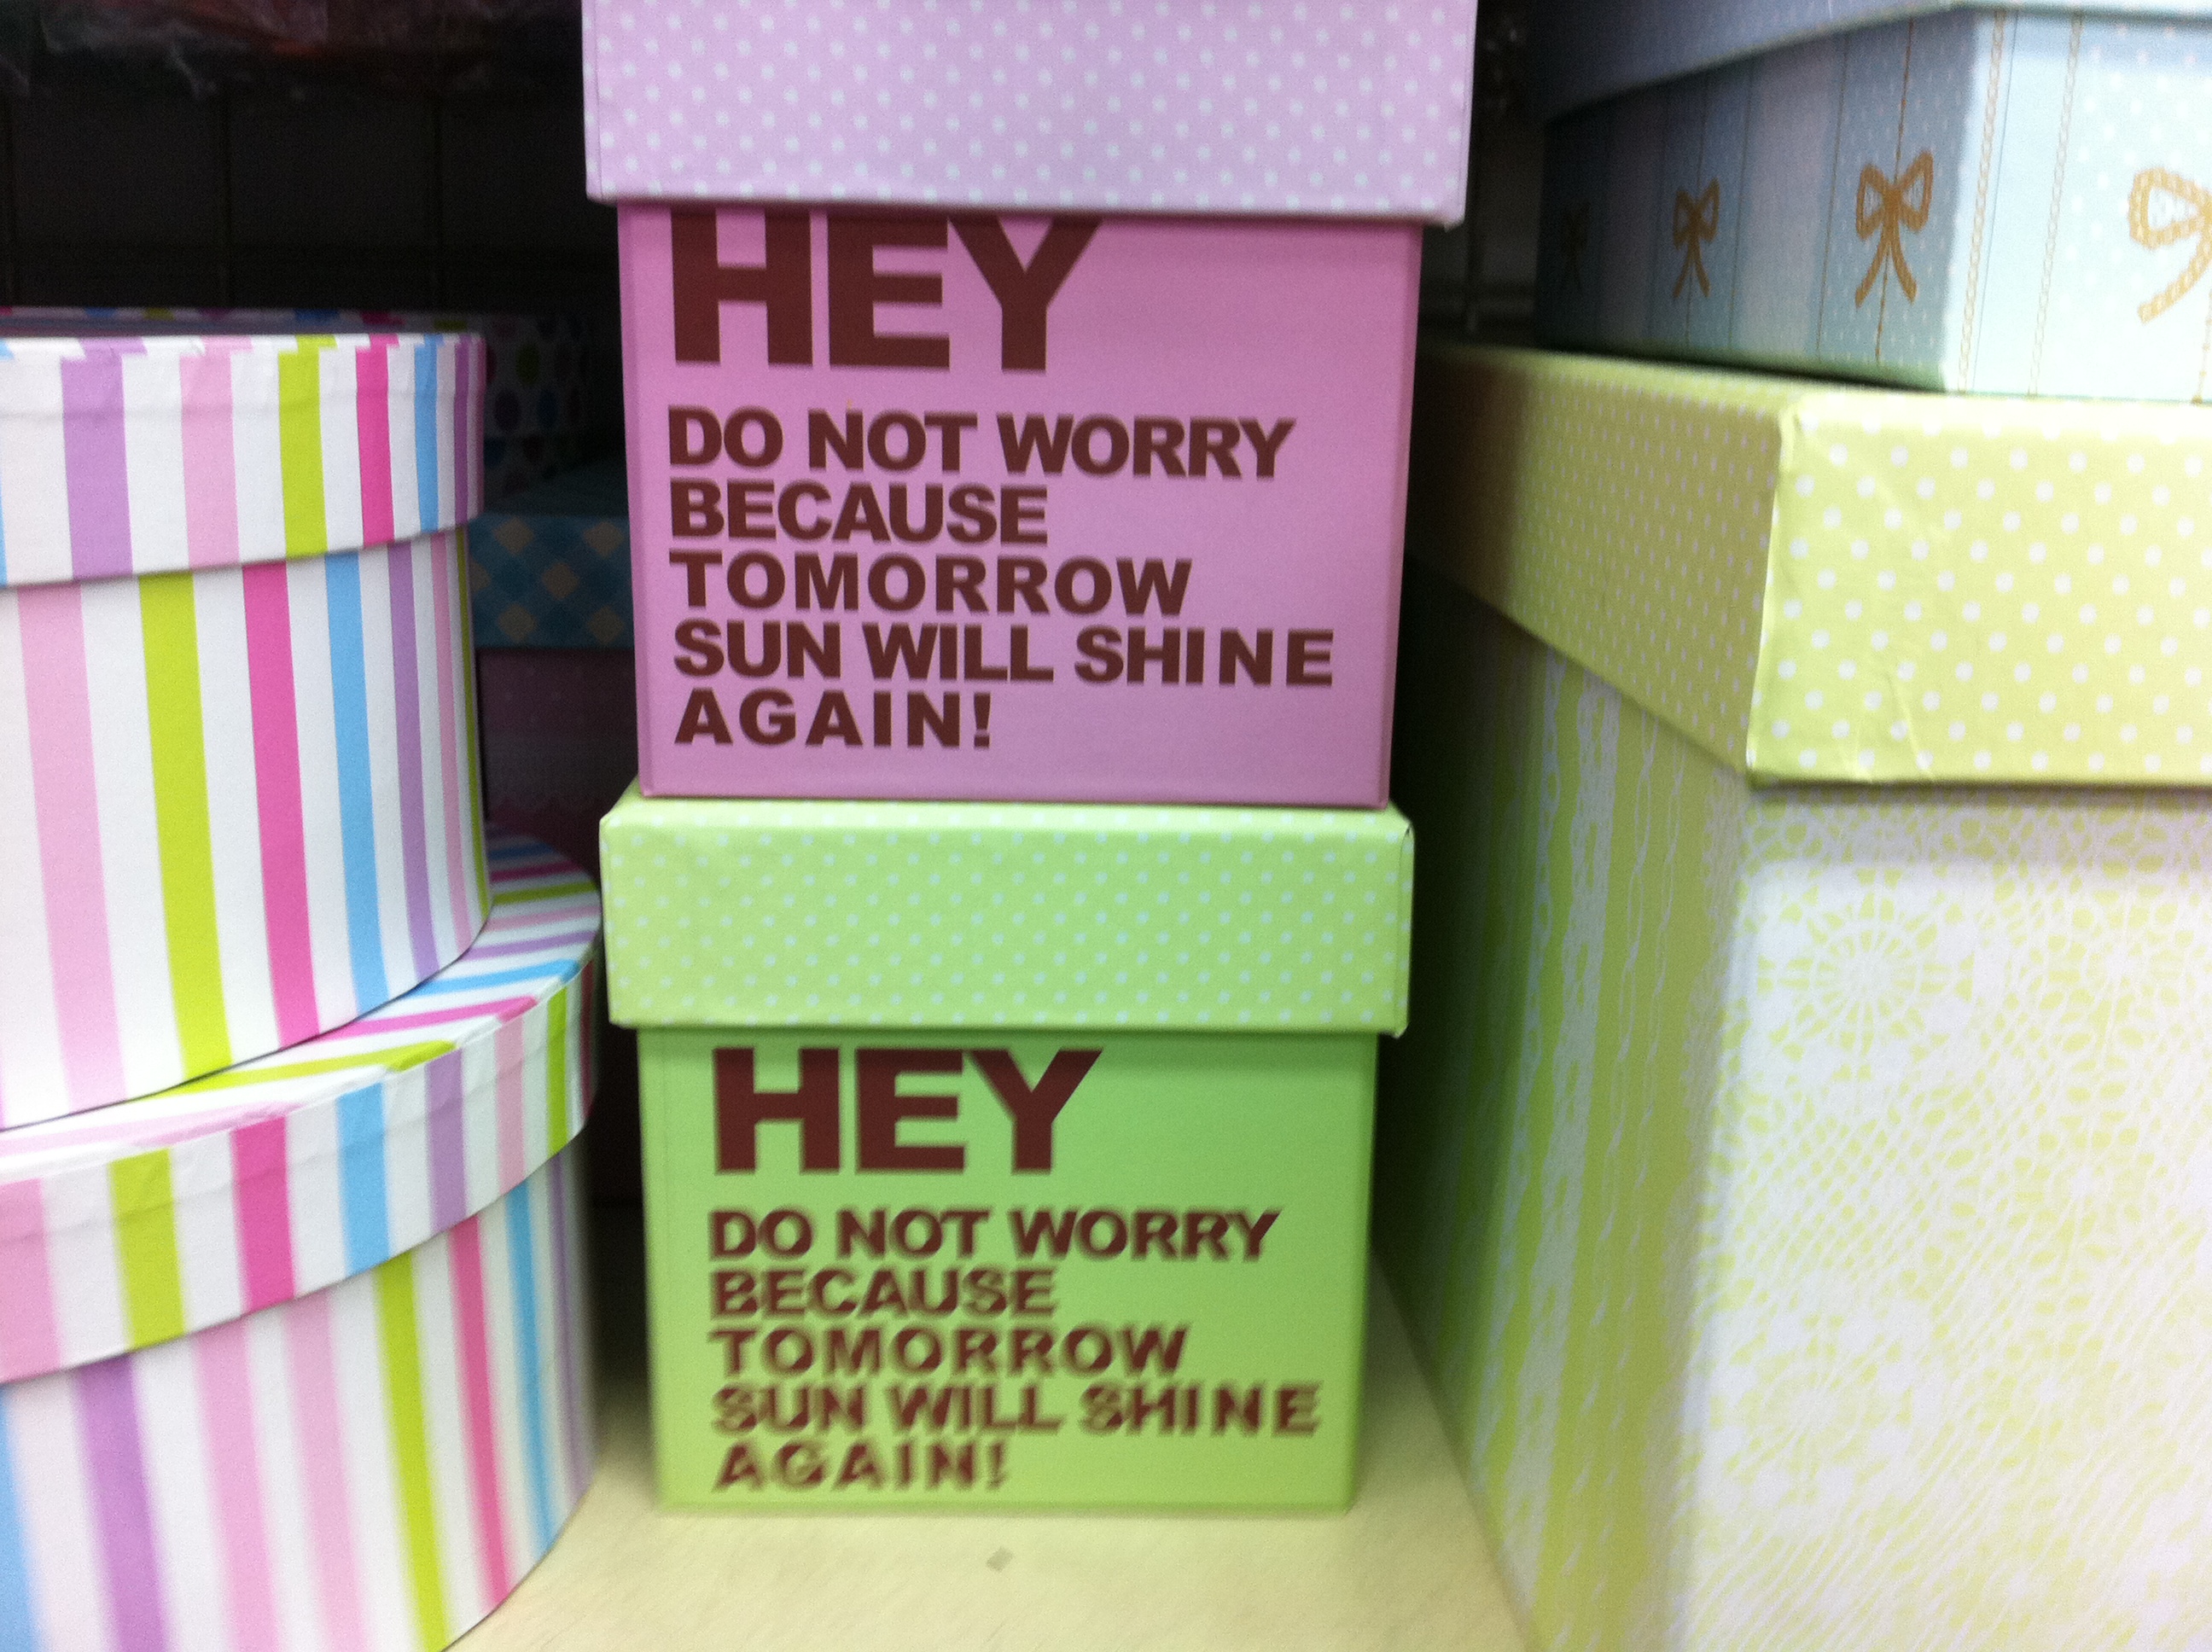 HEY
DO NOT WORRY
BECAUSE
TOMORROW
SUN WILL SHINE
AGAIN!
HEY
DO NOT WORRY
BECAUSE
TOMORROW
SUN WILL SHINE
AGAIN!